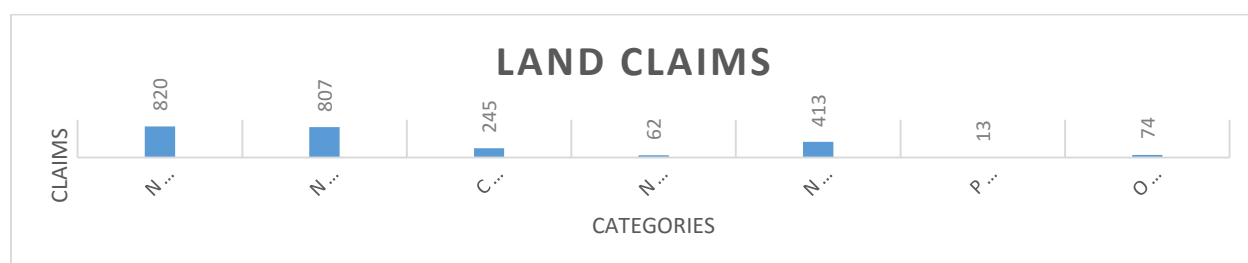 LAND CLAIMS
820 807 245 62 413 13 74
CLAIMS
N... N... C... N... N... P... O...
CATEGORIES